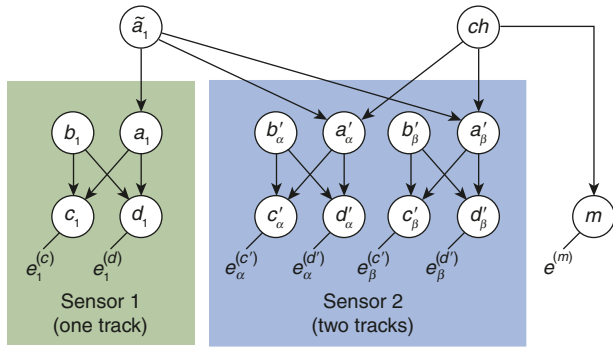 ã₁ ch
b₁ a₁ b′α a′α b′β a′β
c₁ d₁ c′α d′α c′β d′β m
e₁^(c) e₁^(d) eα^(c′) eα^(d′) eβ^(c′) eβ^(d′) e^(m)
Sensor 1 Sensor 2
(one track) (two tracks)